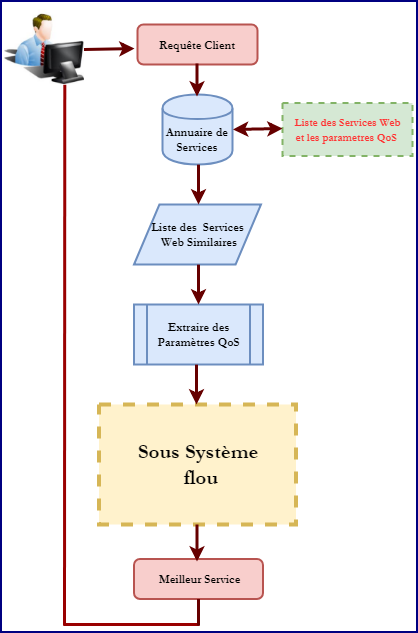 Requête Client
Annuaire de
Services
Liste des Services Web
et les parametres QoS
Liste des Services
Web Similaires
Extraire des
Paramètres QoS
Sous Système
flou
Meilleur Service